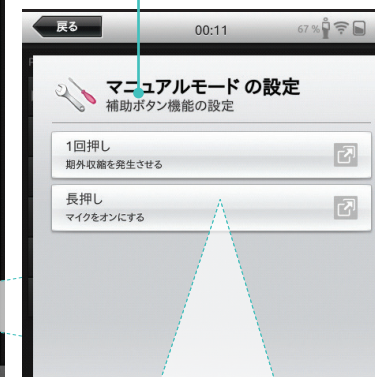 戻る 00:11 67 %
マニュアルモード の設定
補助ボタン機能の設定
1回押し
期外収縮を発生させる
長押し
マイクをオンにする